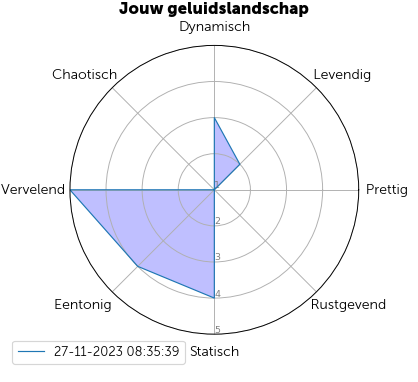 Jouw geluidslandschap
Dynamisch
Chaotisch
Levendig
Vervelend
1
Prettig
2
3
Eentonig
4
Rustgevend
5
27-11-2023 08:35:39
Statisch